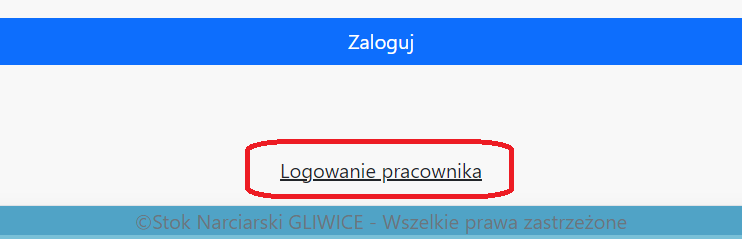 Zaloguj
Logowanie pracownika
©Stok Narciarski GLIWICE - Wszelkie prawa zastrzeżone